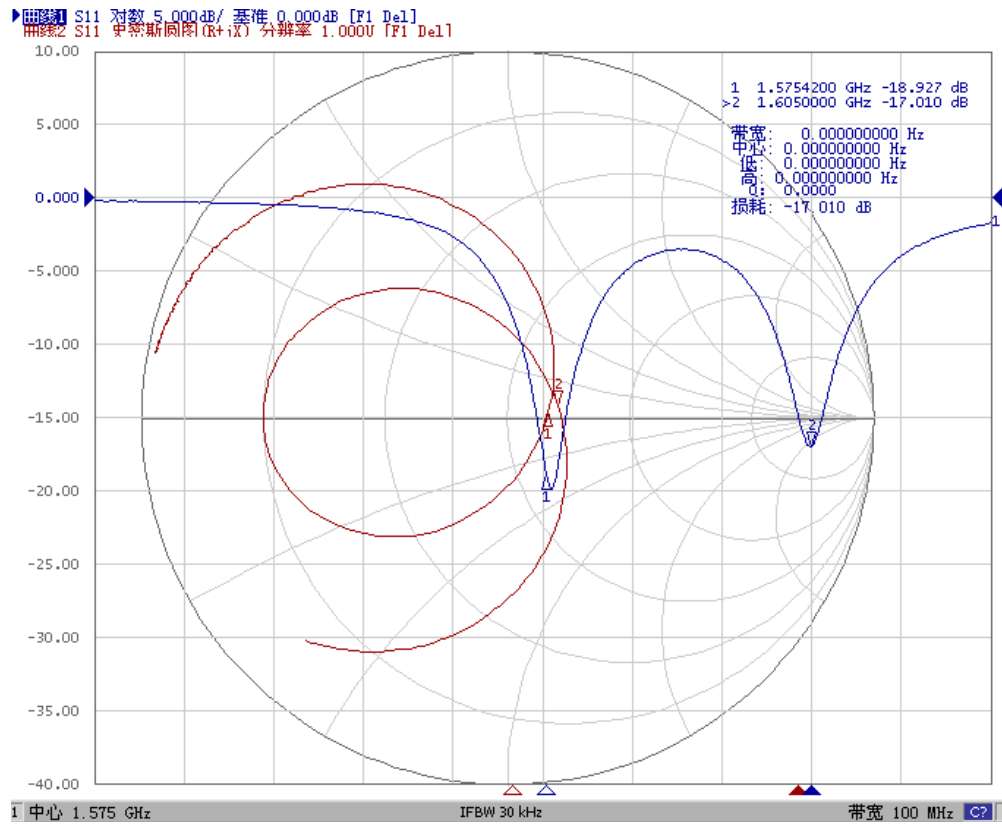 曲线1 S11 对数 5.000dB/ 基准 0.000dB [F1 Del]
曲线2 S11 史密斯圆图(R+jX) 分辨率 1.000U [F1 Del]
10.00
5.000
0.000
-5.000
-10.00
-15.00
-20.00
-25.00
-30.00
-35.00
-40.00
1 1.5754200 GHz -18.927 dB
>2 1.6050000 GHz -17.010 dB
带宽: 0.000000000 Hz
中心: 0.000000000 Hz
低: 0.000000000 Hz
高: 0.000000000 Hz
Q: 0.0000
损耗: -17.010 dB
1
2
1
2
1
1 中心 1.575 GHz IFBW 30 kHz 带宽 100 MHz C?